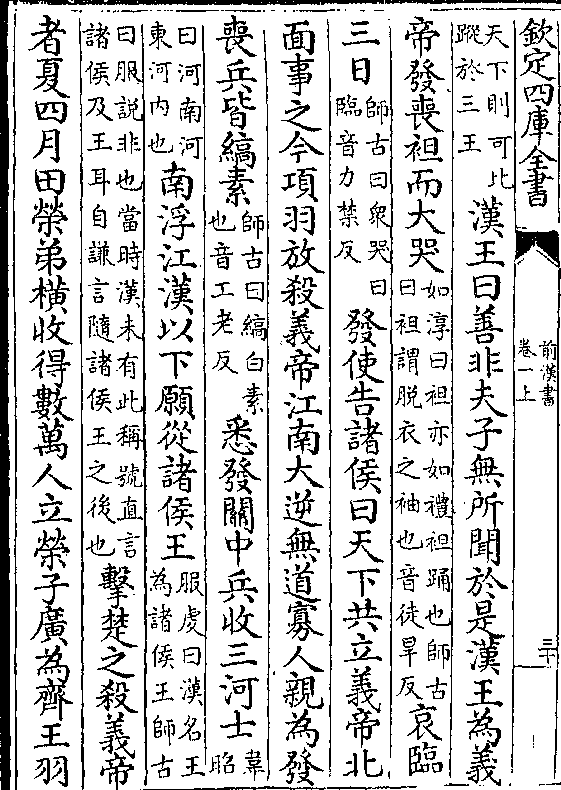 欽定四庫全書
前漢書
卷一上
三十
天下則可比
蹤於三王
漢王曰善非夫子無所聞於是漢王為義
帝發喪袒而大哭
如淳曰袒亦如禮袒踊也師古
曰袒謂脱衣之袖也音徒旱反
哀臨
三日
師古曰衆哭曰
臨音力禁反
發使告諸侯曰天下共立義帝北
面事之今項羽放殺義帝江南大逆無道寡人親為發
喪兵皆縞素
師古曰縞白素
也音工老反
悉發關中兵收三河士
韋
昭
曰河南河
東河内也
南浮江漢以下願從諸侯王
服虔曰漢名王
為諸侯王師古
曰服説非也當時漢未有此稱號直言
諸侯及王耳自謙言隨諸侯王之後也
擊楚之殺義帝
者夏四月田榮弟橫收得數萬人立榮子廣為齊王羽